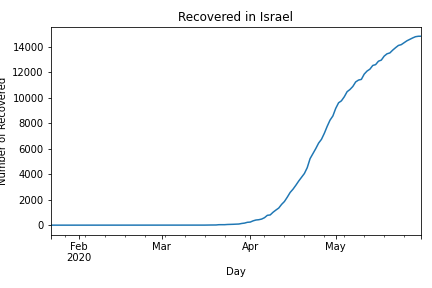 Recovered in Israel
14000
12000
10000
8000
6000
4000
2000
0
Number of Recovered
Feb
2020
Mar
Apr
May
Day